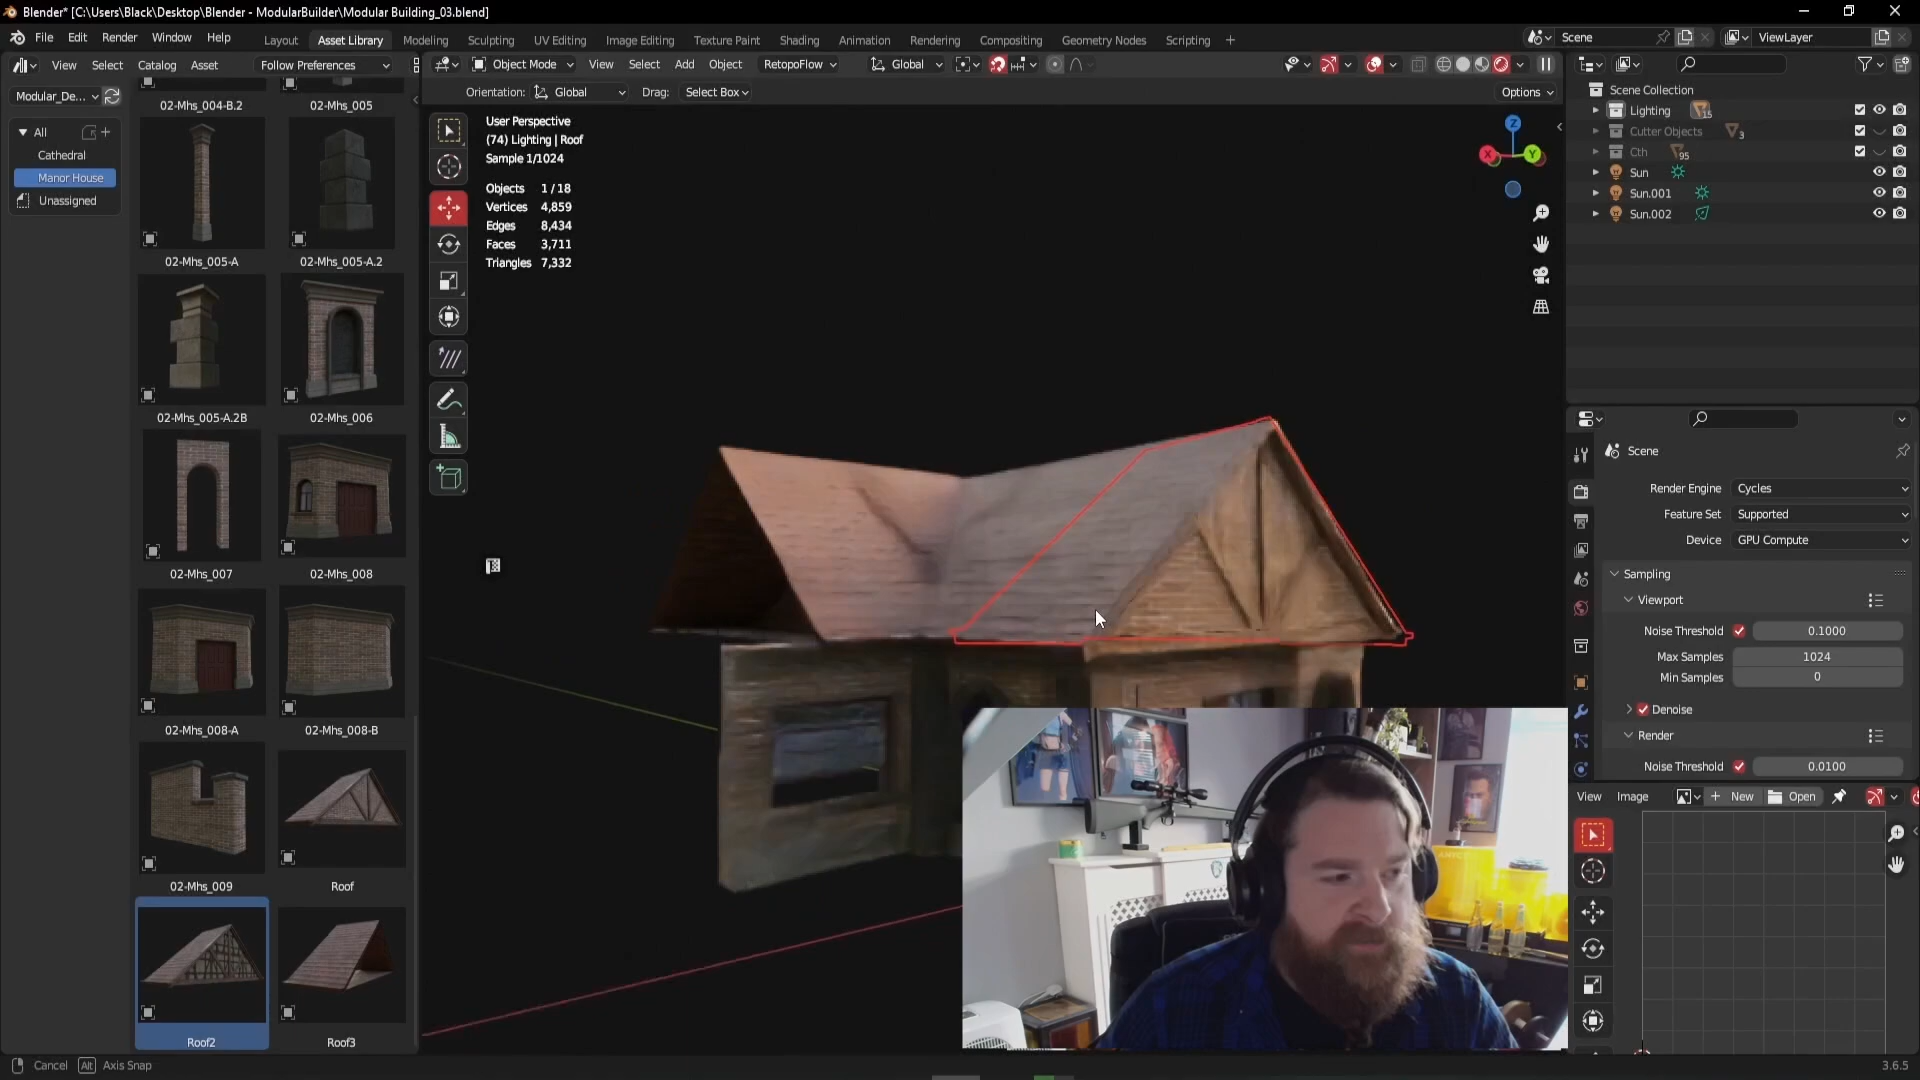 Blender* [C:\Users\Black\Desktop\Blender - ModularBuilder\Modular Building_03.blend]
File Edit Render Window Help Layout Asset Library Modeling Sculpting UV Editing Image Editing Texture Paint Shading Animation Rendering Compositing Geometry Nodes Scripting + Scene ViewLayer
View Select Catalog Asset Follow Preferences Object Mode View Select Add Object RetopoFlow Global
Modular_De... Orientation: Global Drag: Select Box Options
02-Mhs_004-B.2 02-Mhs_005
All
Cathedral
Manor House
Unassigned
02-Mhs_005-A 02-Mhs_005-A.2
02-Mhs_005-A.2B 02-Mhs_006
02-Mhs_007 02-Mhs_008
02-Mhs_008-A 02-Mhs_008-B
02-Mhs_009 Roof
Roof2 Roof3
User Perspective
(74) Lighting | Roof
Sample 1/1024
Objects 1 / 18
Vertices 4,859
Edges 8,434
Faces 3,711
Triangles 7,332
Z
X Y
Scene Collection
Lighting 15
Cutter Objects 3
Cth 95
Sun
Sun.001
Sun.002
Scene
Render Engine Cycles
Feature Set Supported
Device GPU Compute
Sampling
Viewport
Noise Threshold 0.1000
Max Samples 1024
Min Samples 0
Denoise
Render
Noise Threshold 0.0100
View Image New Open
Cancel Alt Axis Snap 3.6.5